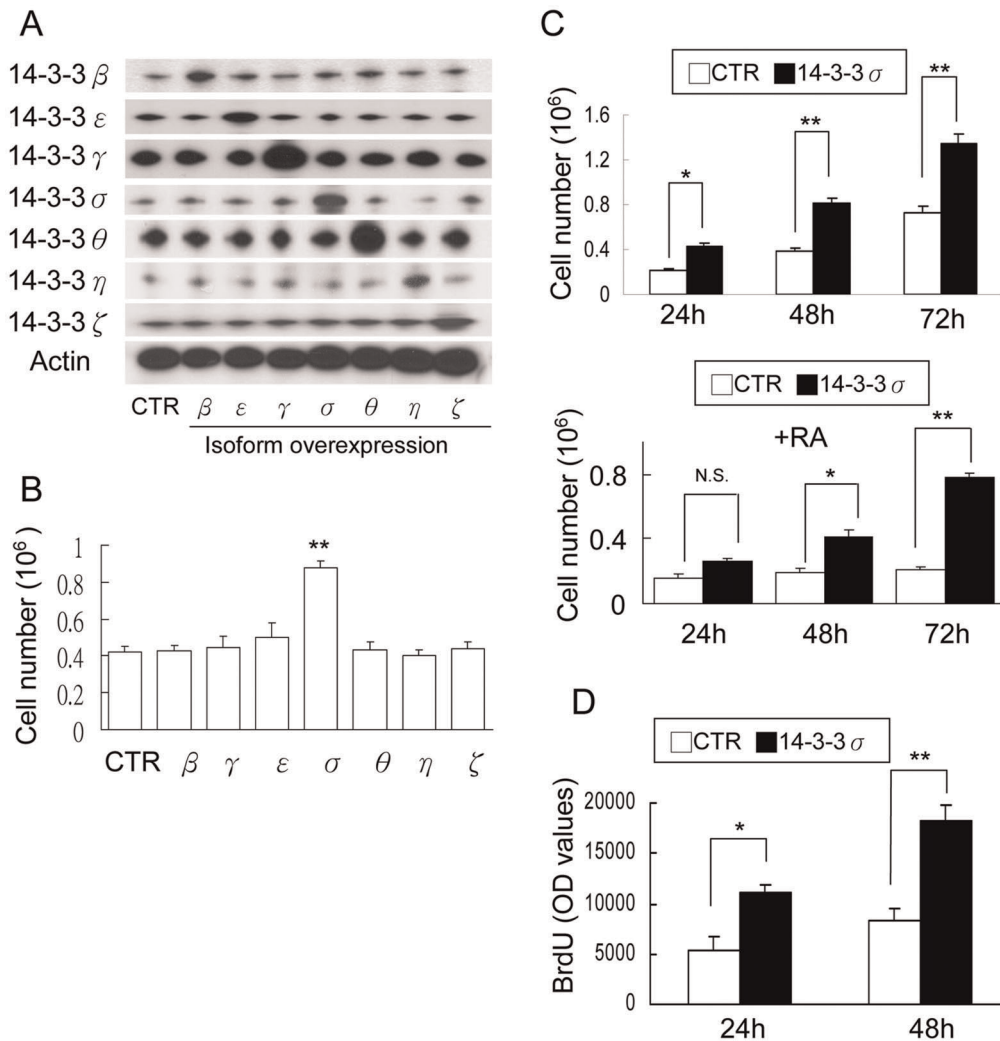 A
14-3-3 β
14-3-3 ε
14-3-3 γ
14-3-3 σ
14-3-3 θ
14-3-3 η
14-3-3 ζ
Actin
CTR β ε γ σ θ η ζ
Isoform overexpression
B
Cell number (10⁶)
1
0.8
0.6
0.4
0.2
0
**
CTR β γ ε σ θ η ζ
C
CTR 14-3-3 σ
Cell number (10⁶)
1.6
1.2
0.8
0.4
0
*
**
**
24h 48h 72h
CTR 14-3-3 σ
+RA
Cell number (10⁶)
0.8
0.4
0
N.S.
*
**
24h 48h 72h
D
CTR 14-3-3 σ
BrdU (OD values)
20000
15000
10000
5000
0
*
**
24h 48h